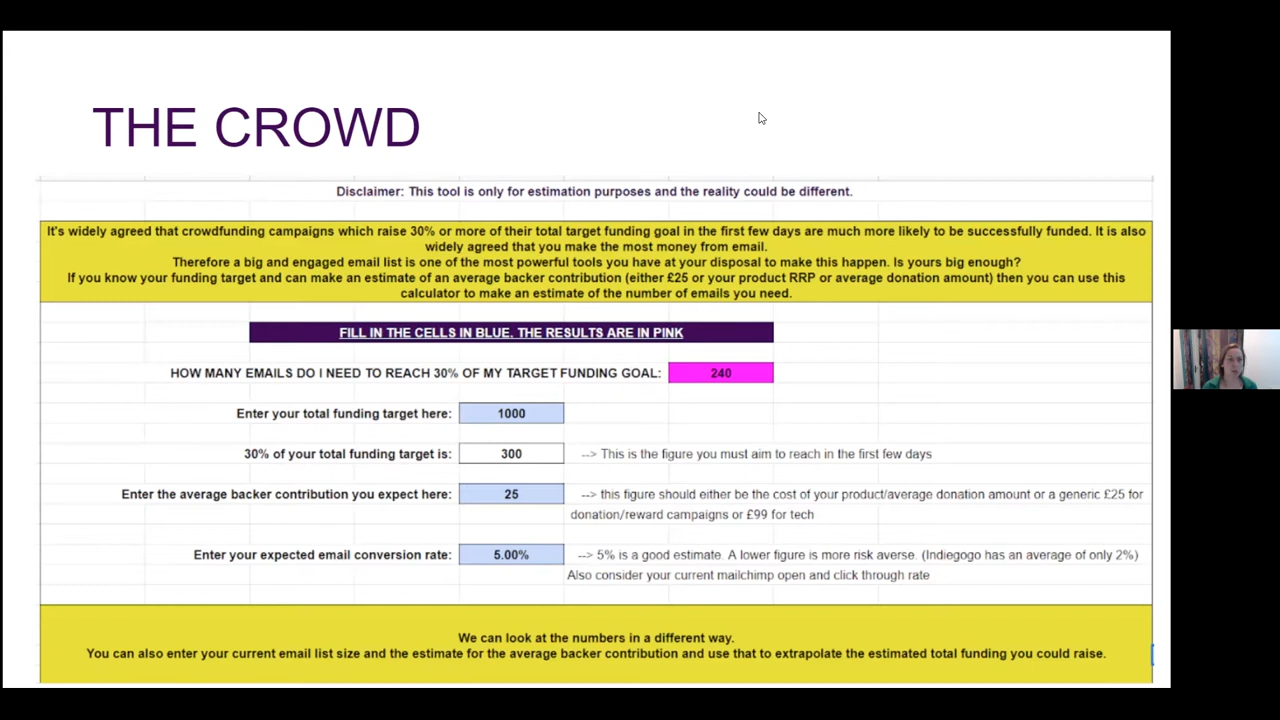 THE CROWD
Disclaimer: This tool is only for estimation purposes and the reality could be different.
It's widely agreed that crowdfunding campaigns which raise 30% or more of their total target funding goal in the first few days are much more likely to be successfully funded. It is also
widely agreed that you make the most money from email.
Therefore a big and engaged email list is one of the most powerful tools you have at your disposal to make this happen. Is yours big enough?
If you know your funding target and can make an estimate of an average backer contribution (either £25 or your product RRP or average donation amount) then you can use this
calculator to make an estimate of the number of emails you need.
FILL IN THE CELLS IN BLUE. THE RESULTS ARE IN PINK
HOW MANY EMAILS DO I NEED TO REACH 30% OF MY TARGET FUNDING GOAL: 240
Enter your total funding target here: 1000
30% of your total funding target is: 300 --> This is the figure you must aim to reach in the first few days
Enter the average backer contribution you expect here: 25 --> this figure should either be the cost of your product/average donation amount or a generic £25 for
donation/reward campaigns or £99 for tech
Enter your expected email conversion rate: 5.00% --> 5% is a good estimate. A lower figure is more risk averse. (Indiegogo has an average of only 2%)
Also consider your current mailchimp open and click through rate
We can look at the numbers in a different way.
You can also enter your current email list size and the estimate for the average backer contribution and use that to extrapolate the estimated total funding you could raise.